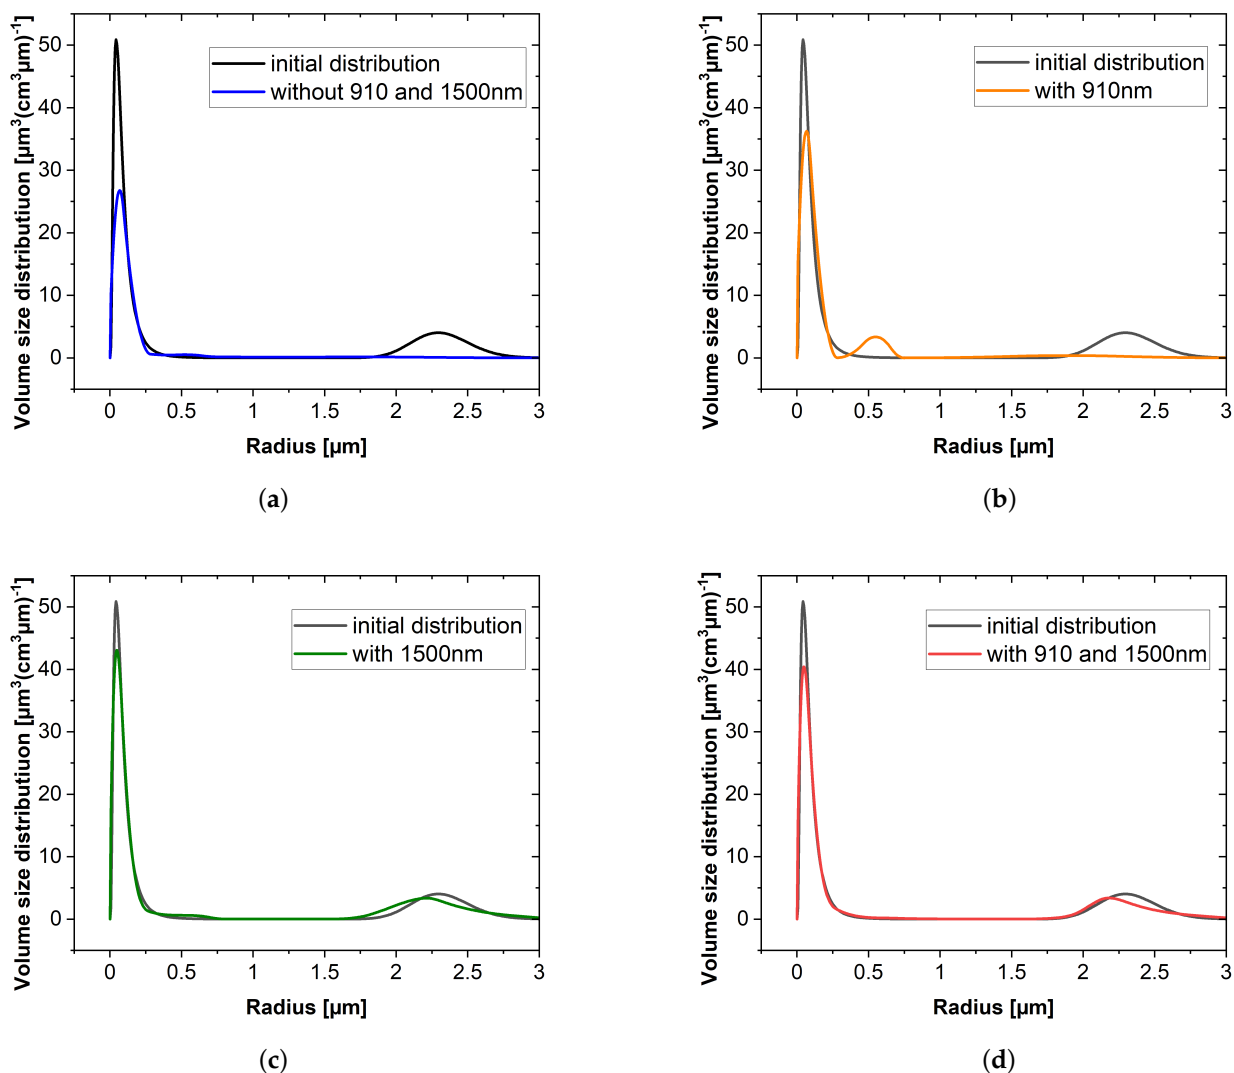 Volume size distributiuon [µm³(cm³µm)⁻¹
50
40
30
20
10
0
initial distribution
without 910 and 1500nm
0 0.5 1 1.5 2 2.5 3
Radius [µm]
(a)
Volume size distributiuon [µm³(cm³µm)⁻¹
50
40
30
20
10
0
initial distribution
with 910nm
0 0.5 1 1.5 2 2.5 3
Radius [µm]
(b)
Volume size distributiuon [µm³(cm³µm)⁻¹]
50
40
30
20
10
0
initial distribution
with 1500nm
0 0.5 1 1.5 2 2.5 3
Radius [µm]
(c)
Volume size distributiuon [µm³(cm³µm)⁻¹]
50
40
30
20
10
0
initial distribution
with 910 and 1500nm
0 0.5 1 1.5 2 2.5 3
Radius [µm]
(d)